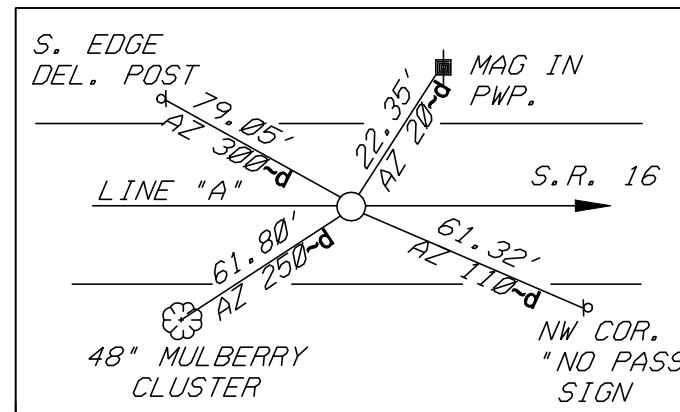 S. EDGE
DEL. POST
MAG IN
PWP.
79.05'
AZ 300~d
22.35'
AZ 20~d
LINE "A"
S.R. 16
61.80'
AZ 250~d
61.32'
AZ 110~d
48" MULBERRY
CLUSTER
NW COR.
"NO PASS
SIGN